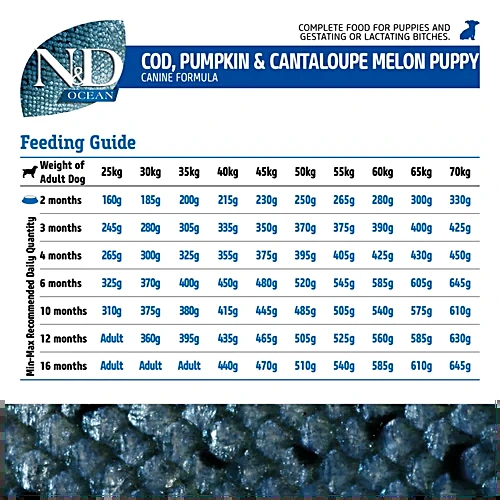 COMPLETE FOOD FOR PUPPIES AND
GESTATING OR LACTATING BITCHES.
N&D
OCEAN
COD, PUMPKIN & CANTALOUPE MELON PUPPY
CANINE FORMULA
Feeding Guide
Weight of Adult Dog 25kg 30kg 35kg 40kg 45kg 50kg 55kg 60kg 65kg 70kg
Min-Max Recommended Daily Quantity
2 months 160g 185g 200g 215g 230g 250g 265g 280g 300g 330g
3 months 245g 280g 305g 335g 350g 370g 375g 390g 400g 425g
4 months 265g 300g 325g 355g 375g 395g 405g 425g 430g 450g
6 months 325g 370g 400g 450g 480g 520g 545g 585g 605g 645g
10 months 310g 375g 380g 415g 445g 485g 505g 540g 575g 610g
12 months Adult 360g 395g 435g 465g 505g 525g 560g 585g 630g
16 months Adult Adult Adult 440g 470g 510g 540g 585g 610g 645g